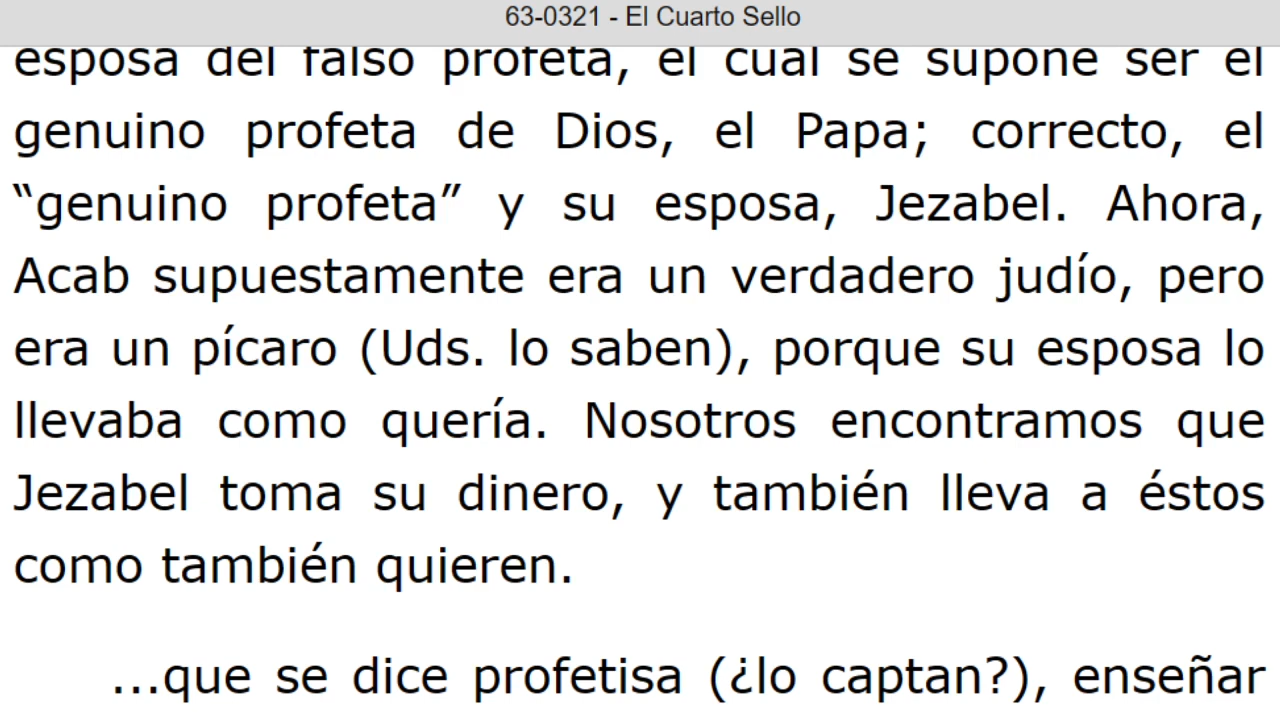 63-0321 - El Cuarto Sello
esposa del falso profeta, el cual se supone ser el
genuino profeta de Dios, el Papa; correcto, el
“genuino profeta” y su esposa, Jezabel. Ahora,
Acab supuestamente era un verdadero judío, pero
era un pícaro (Uds. lo saben), porque su esposa lo
llevaba como quería. Nosotros encontramos que
Jezabel toma su dinero, y también lleva a éstos
como también quieren.
...que se dice profetisa (¿lo captan?), enseñar